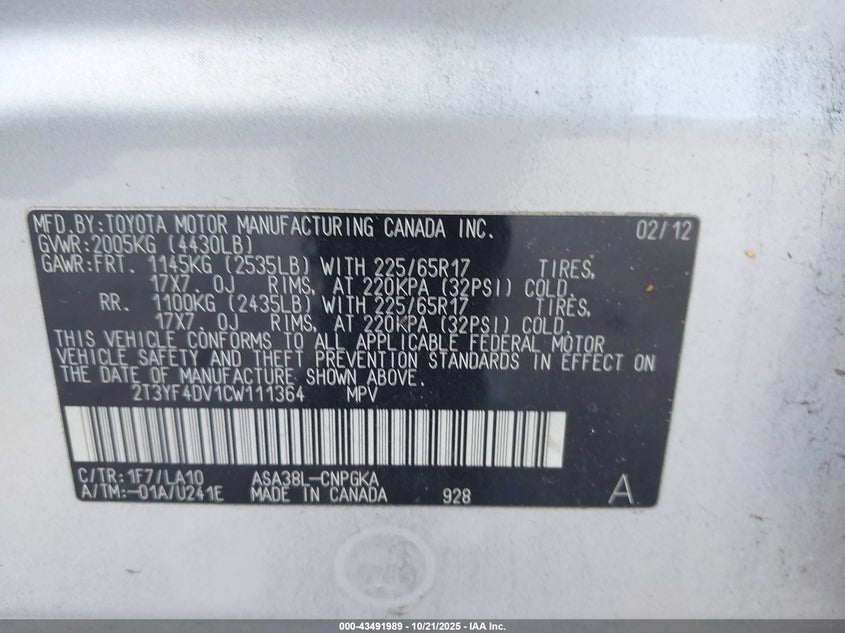 MFD.BY:TOYOTA MOTOR MANUFACTURING CANADA INC. 02/12
GVWR:2005KG (4430LB)
GAWR:FRT. 1145KG (2535LB) WITH 225/65R17 TIRES,
17X7. 0J RIMS, AT 220KPA (32PSI) COLD.
RR. 1100KG (2435LB) WITH 225/65R17 TIRES,
17X7. 0J RIMS, AT 220KPA (32PSI) COLD.
THIS VEHICLE CONFORMS TO ALL APPLICABLE FEDERAL MOTOR
VEHICLE SAFETY AND THEFT PREVENTION STANDARDS IN EFFECT ON
THE DATE OF MANUFACTURE SHOWN ABOVE.
2T3YF4DV1CW111364 MPV
C/TR:1F7/LA10 ASA38L-CNPGKA
A/TM:-01A/U241E MADE IN CANADA 928 A
000-43491989 - 10/21/2025 - IAA Inc.